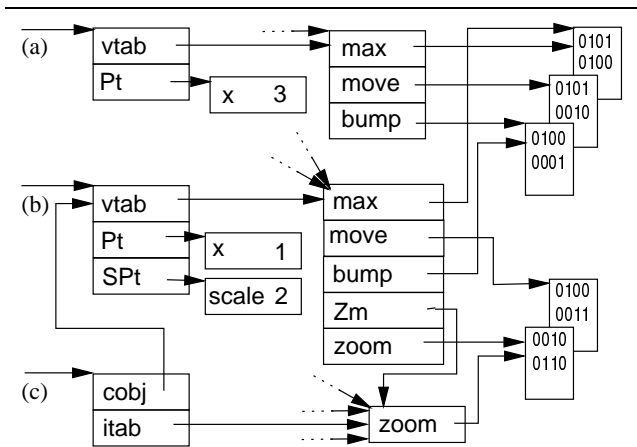 (a)
vtab
Pt
x 3
max
move
bump
0101
0100
0101
0010
0100
0001
(b)
vtab
Pt
SPt
x 1
scale 2
max
move
bump
Zm
zoom
0100
0011
0010
0110
(c)
cobj
itab
zoom